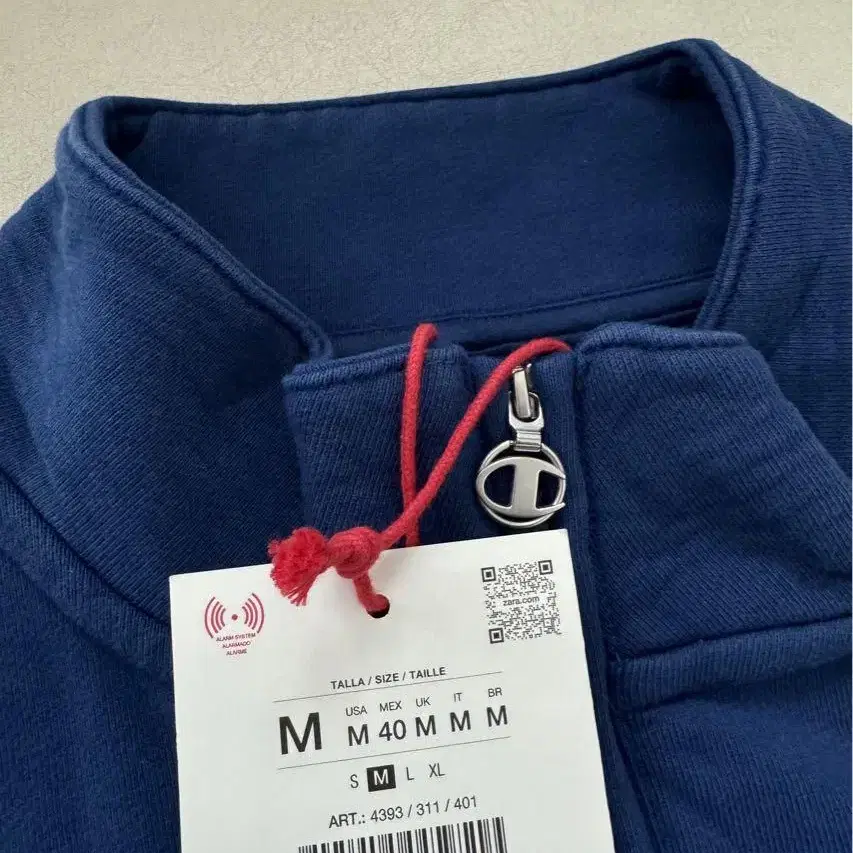 ALARM SYSTEM
ALARMADO
ALARME
zara.com
TALLA / SIZE / TAILLE
USA MEX UK IT BR
M M 40 M M M
S M L XL
ART.: 4393 / 311 / 401